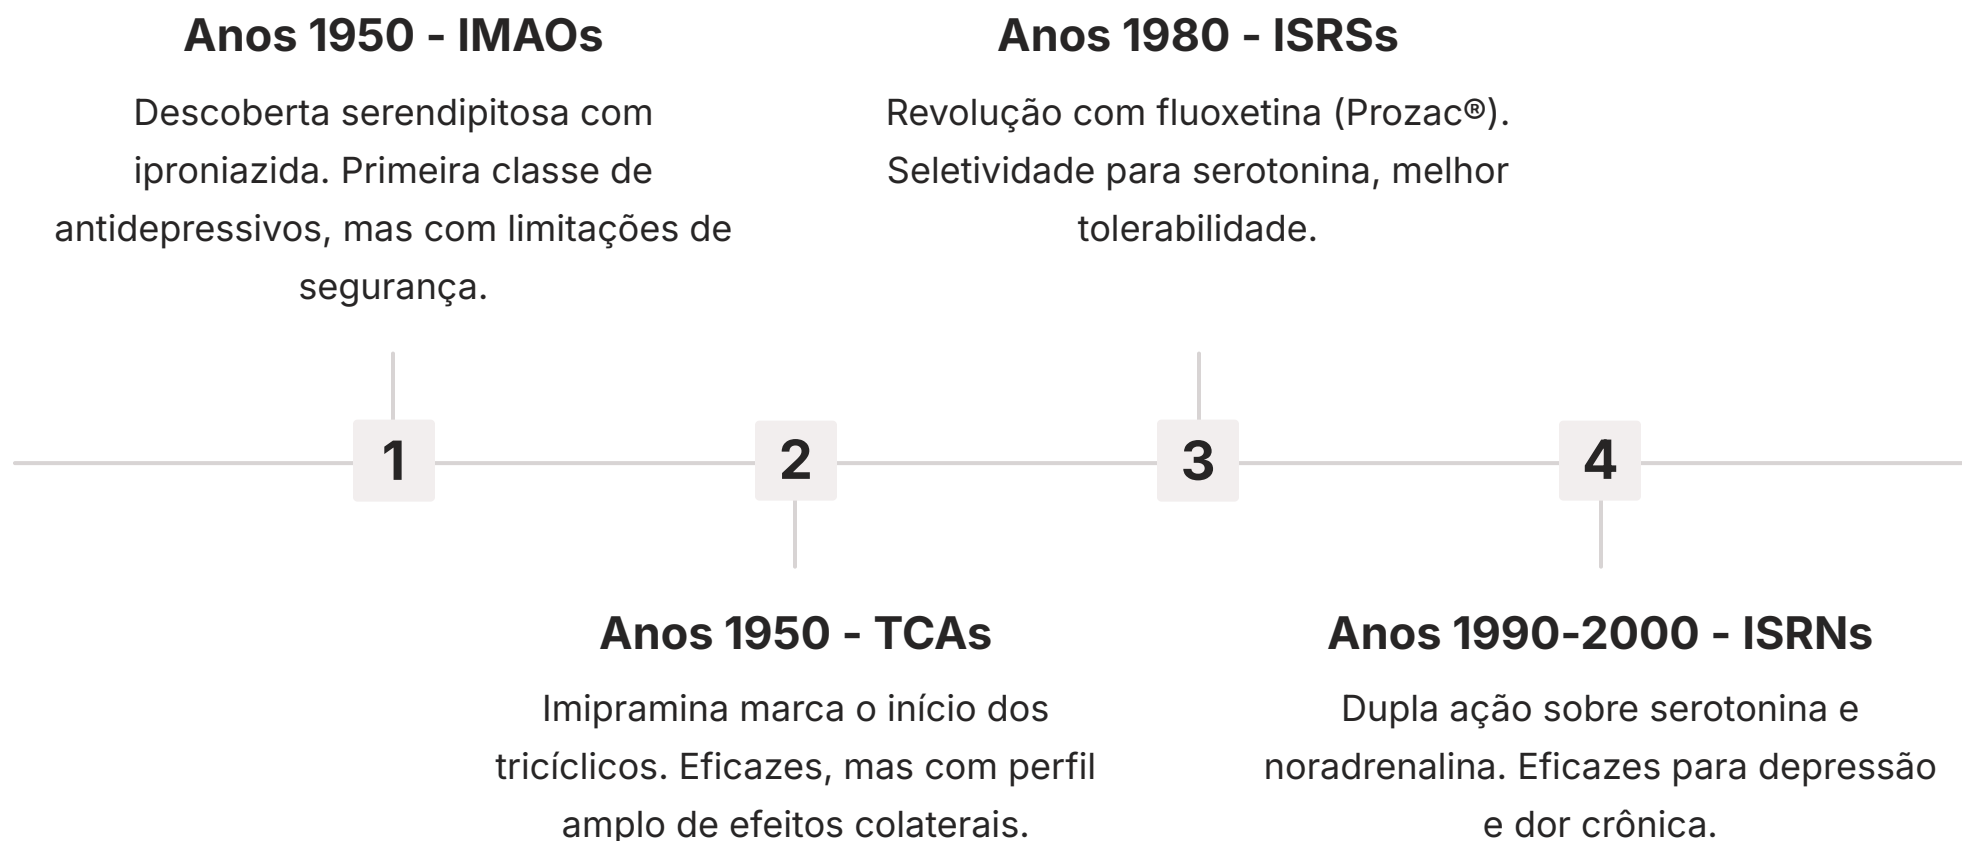 Anos 1950 - IMAOs
Descoberta serendipitosa com
iproniazida. Primeira classe de
antidepressivos, mas com limitações de
segurança.
Anos 1980 - ISRSs
Revolução com fluoxetina (Prozac®).
Seletividade para serotonina, melhor
tolerabilidade.
1
2
3
4
Anos 1950 - TCAs
Imipramina marca o início dos
tricíclicos. Eficazes, mas com perfil
amplo de efeitos colaterais.
Anos 1990-2000 - ISRNs
Dupla ação sobre serotonina e
noradrenalina. Eficazes para depressão
e dor crônica.